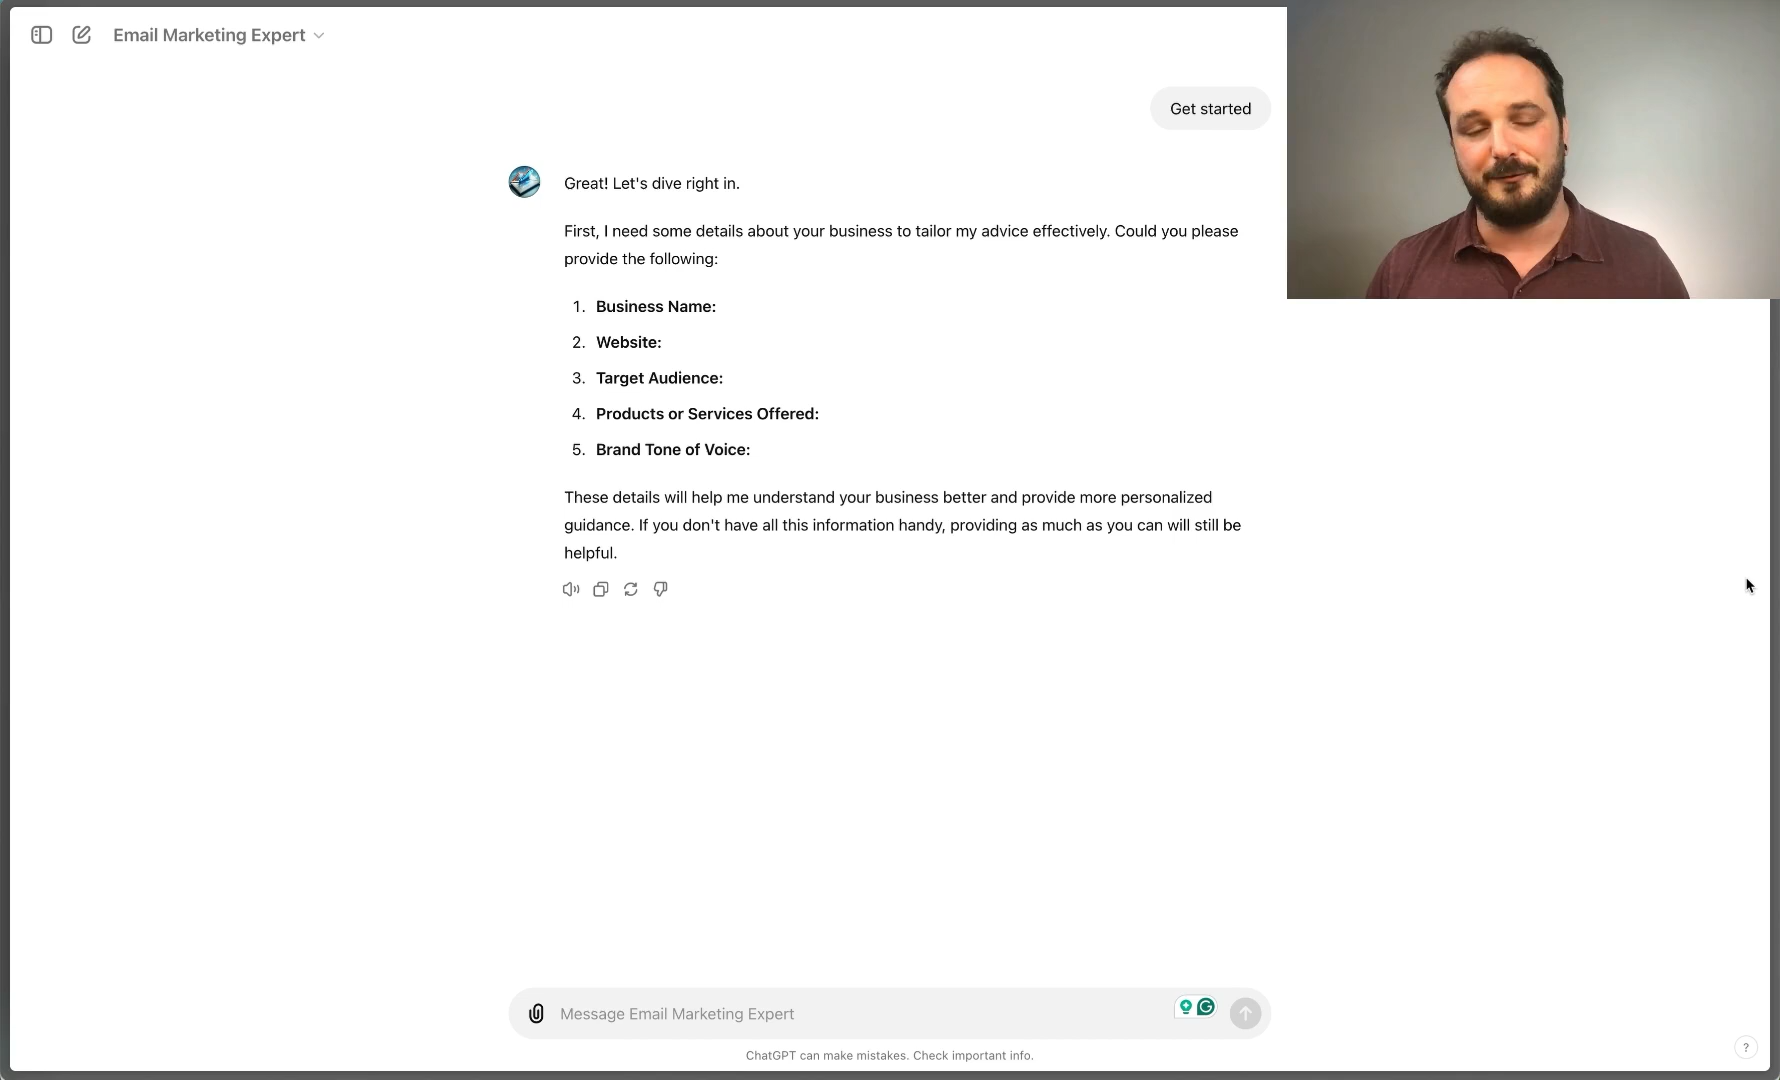 Email Marketing Expert
Get started
Great! Let's dive right in.
First, I need some details about your business to tailor my advice effectively. Could you please
provide the following:
1. Business Name:
2. Website:
3. Target Audience:
4. Products or Services Offered:
5. Brand Tone of Voice:
These details will help me understand your business better and provide more personalized
guidance. If you don't have all this information handy, providing as much as you can will still be
helpful.
Message Email Marketing Expert
ChatGPT can make mistakes. Check important info.
?